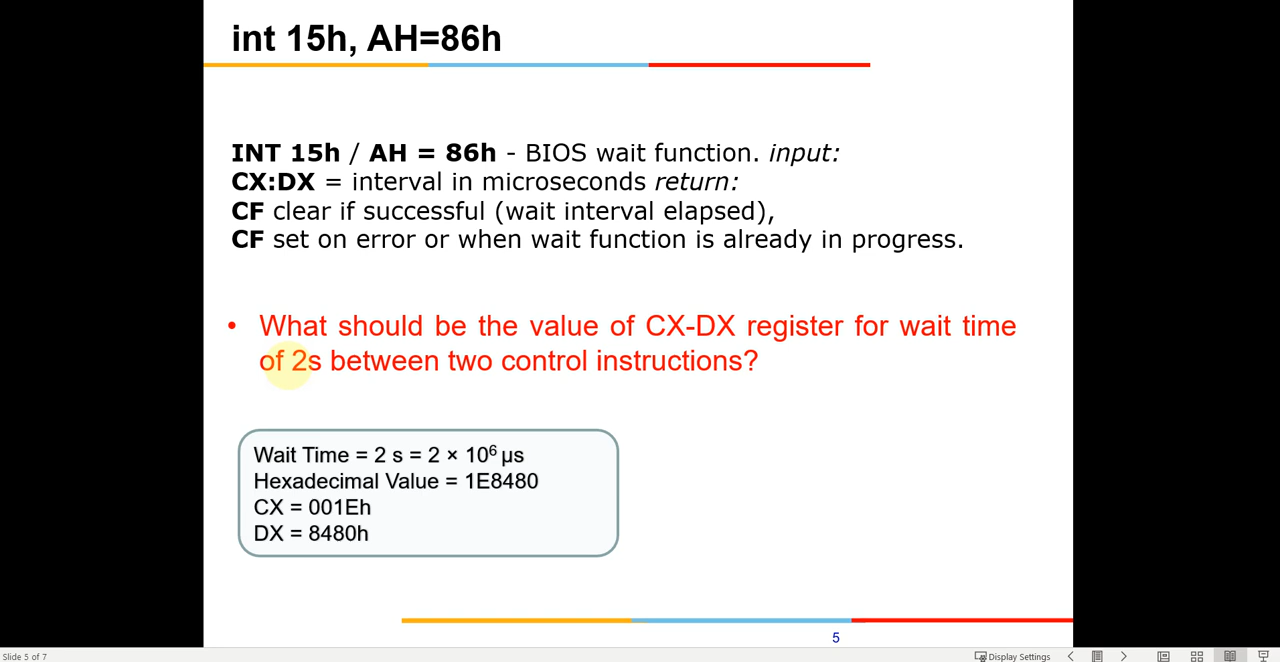 int 15h, AH=86h
INT 15h / AH = 86h - BIOS wait function. input:
CX:DX = interval in microseconds return:
CF clear if successful (wait interval elapsed),
CF set on error or when wait function is already in progress.
• What should be the value of CX-DX register for wait time
of 2s between two control instructions?
Wait Time = 2 s = 2 × 10⁶ µs
Hexadecimal Value = 1E8480
CX = 001Eh
DX = 8480h
5
Slide 5 of 7
Display Settings